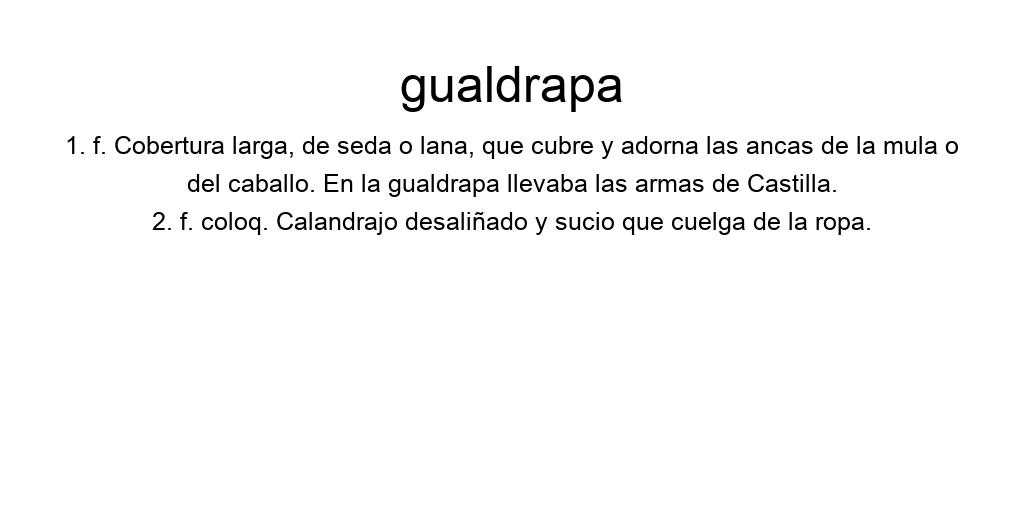 gualdrapa
1. f. Cobertura larga, de seda o lana, que cubre y adorna las ancas de la mula o
del caballo. En la gualdrapa llevaba las armas de Castilla.
2. f. coloq. Calandrajo desaliñado y sucio que cuelga de la ropa.